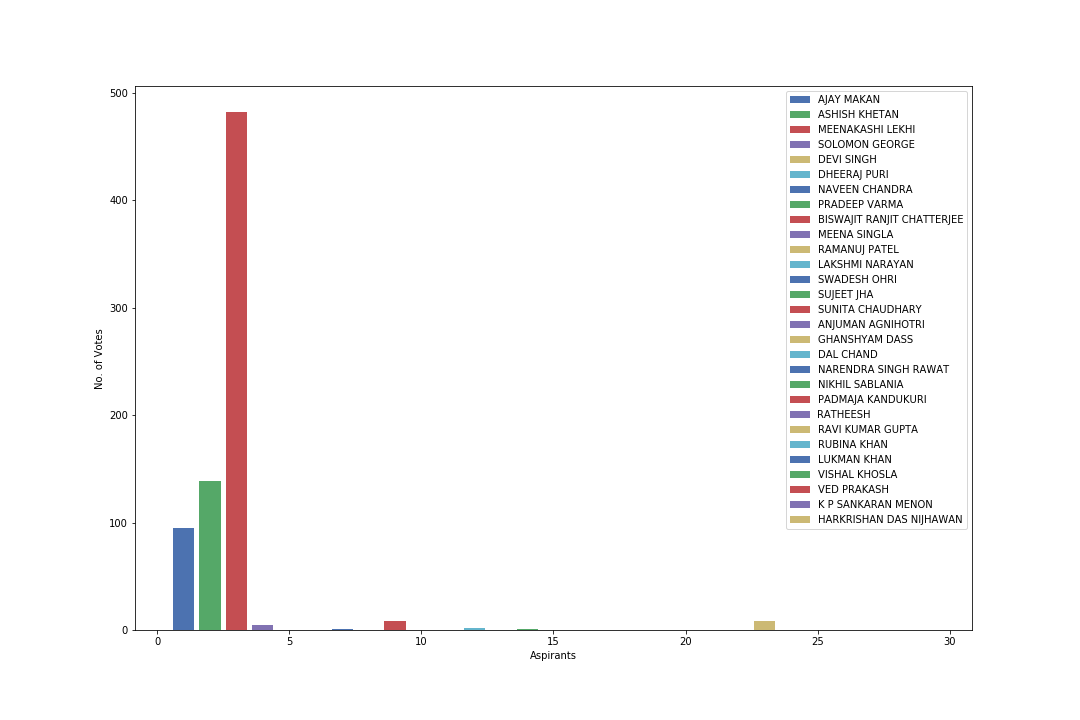 500
400
300
200
100
0
No. of Votes
0 5 10 15 20 25 30
Aspirants
AJAY MAKAN
ASHISH KHETAN
MEENAKASHI LEKHI
SOLOMON GEORGE
DEVI SINGH
DHEERAJ PURI
NAVEEN CHANDRA
PRADEEP VARMA
BISWAJIT RANJIT CHATTERJEE
MEENA SINGLA
RAMANUJ PATEL
LAKSHMI NARAYAN
SWADESH OHRI
SUJEET JHA
SUNITA CHAUDHARY
ANJUMAN AGNIHOTRI
GHANSHYAM DASS
DAL CHAND
NARENDRA SINGH RAWAT
NIKHIL SABLANIA
PADMAJA KANDUKURI
RATHEESH
RAVI KUMAR GUPTA
RUBINA KHAN
LUKMAN KHAN
VISHAL KHOSLA
VED PRAKASH
K P SANKARAN MENON
HARKRISHAN DAS NIJHAWAN